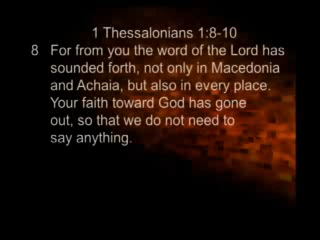 1 Thessalonians 1:8-10
8 For from you the word of the Lord has
sounded forth, not only in Macedonia
and Achaia, but also in every place.
Your faith toward God has gone
out, so that we do not need to
say anything.